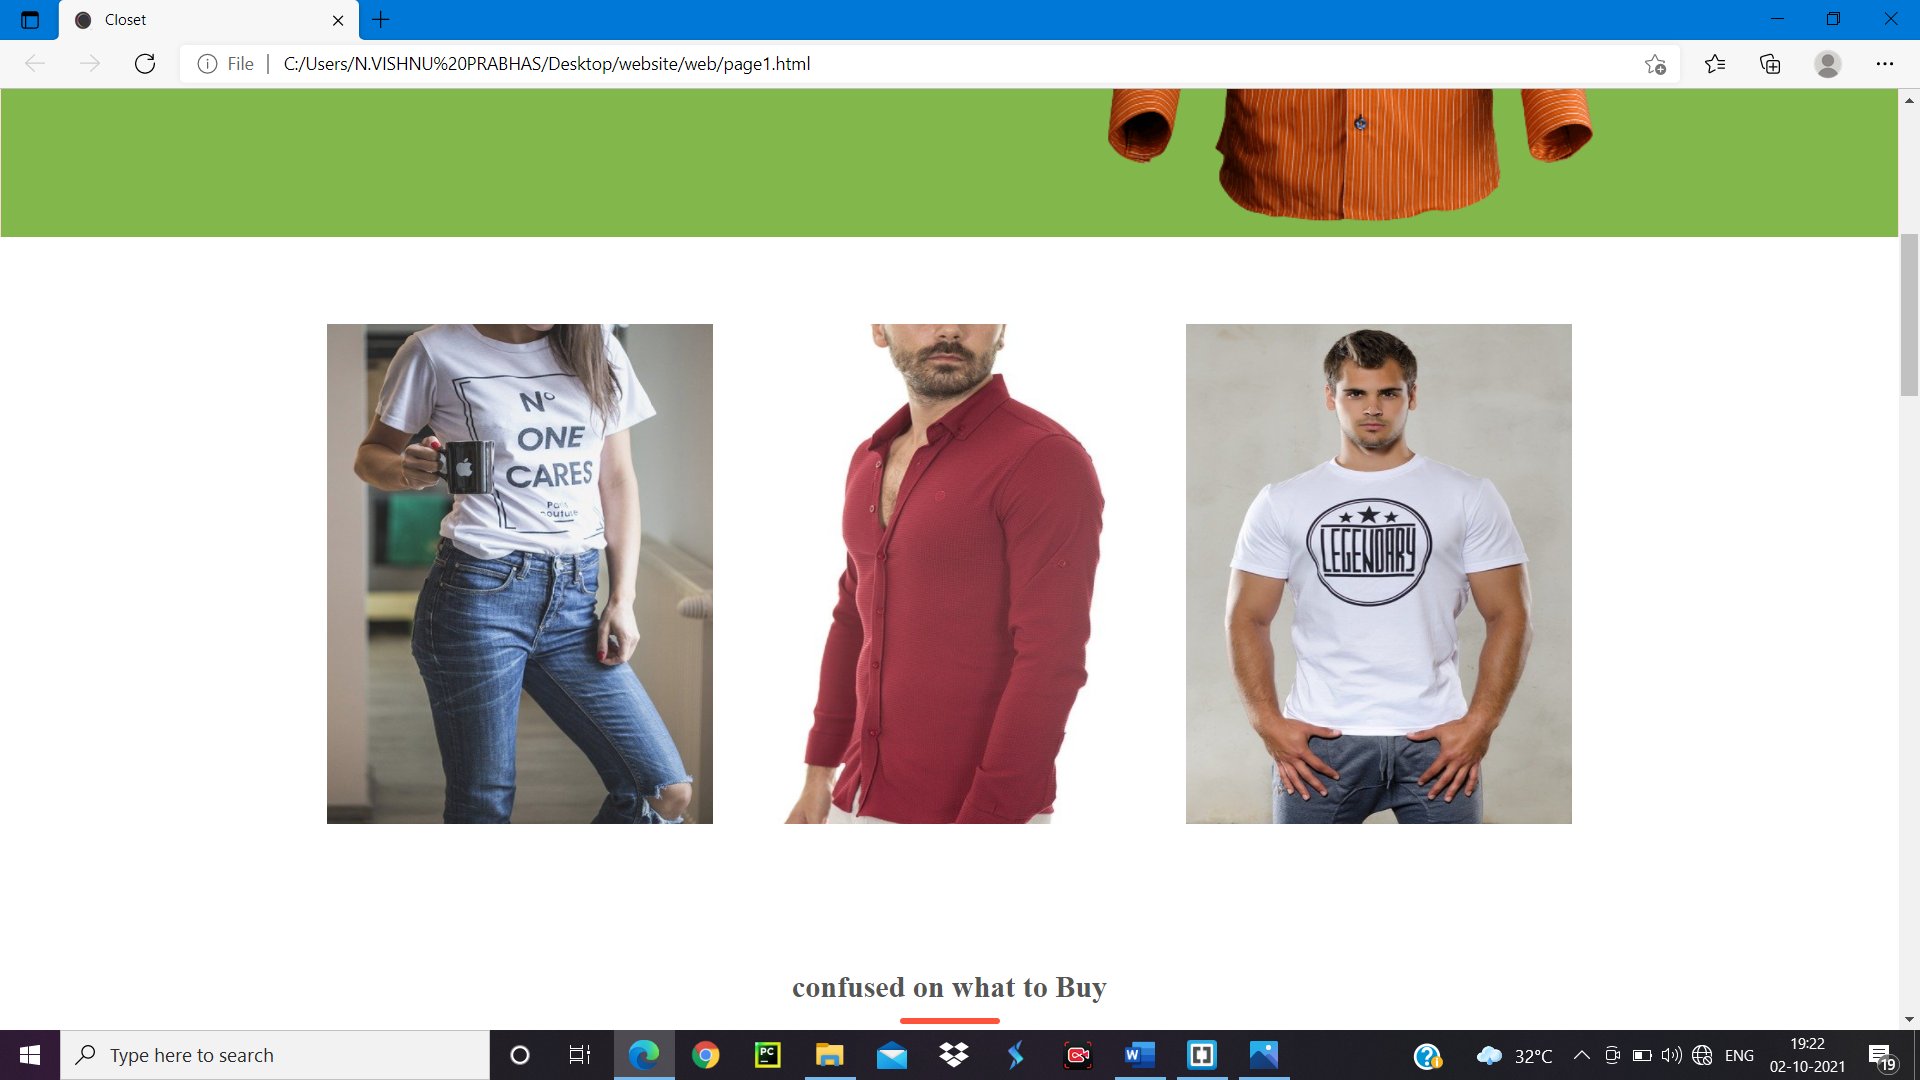 Closet
File
C:/Users/N.VISHNU%20PRABHAS/Desktop/website/web/page1.html
N°
ONE
CARES
LEGENDARY
confused on what to Buy
Type here to search
PC
W
32°C
ENG
19:22
02-10-2021
19